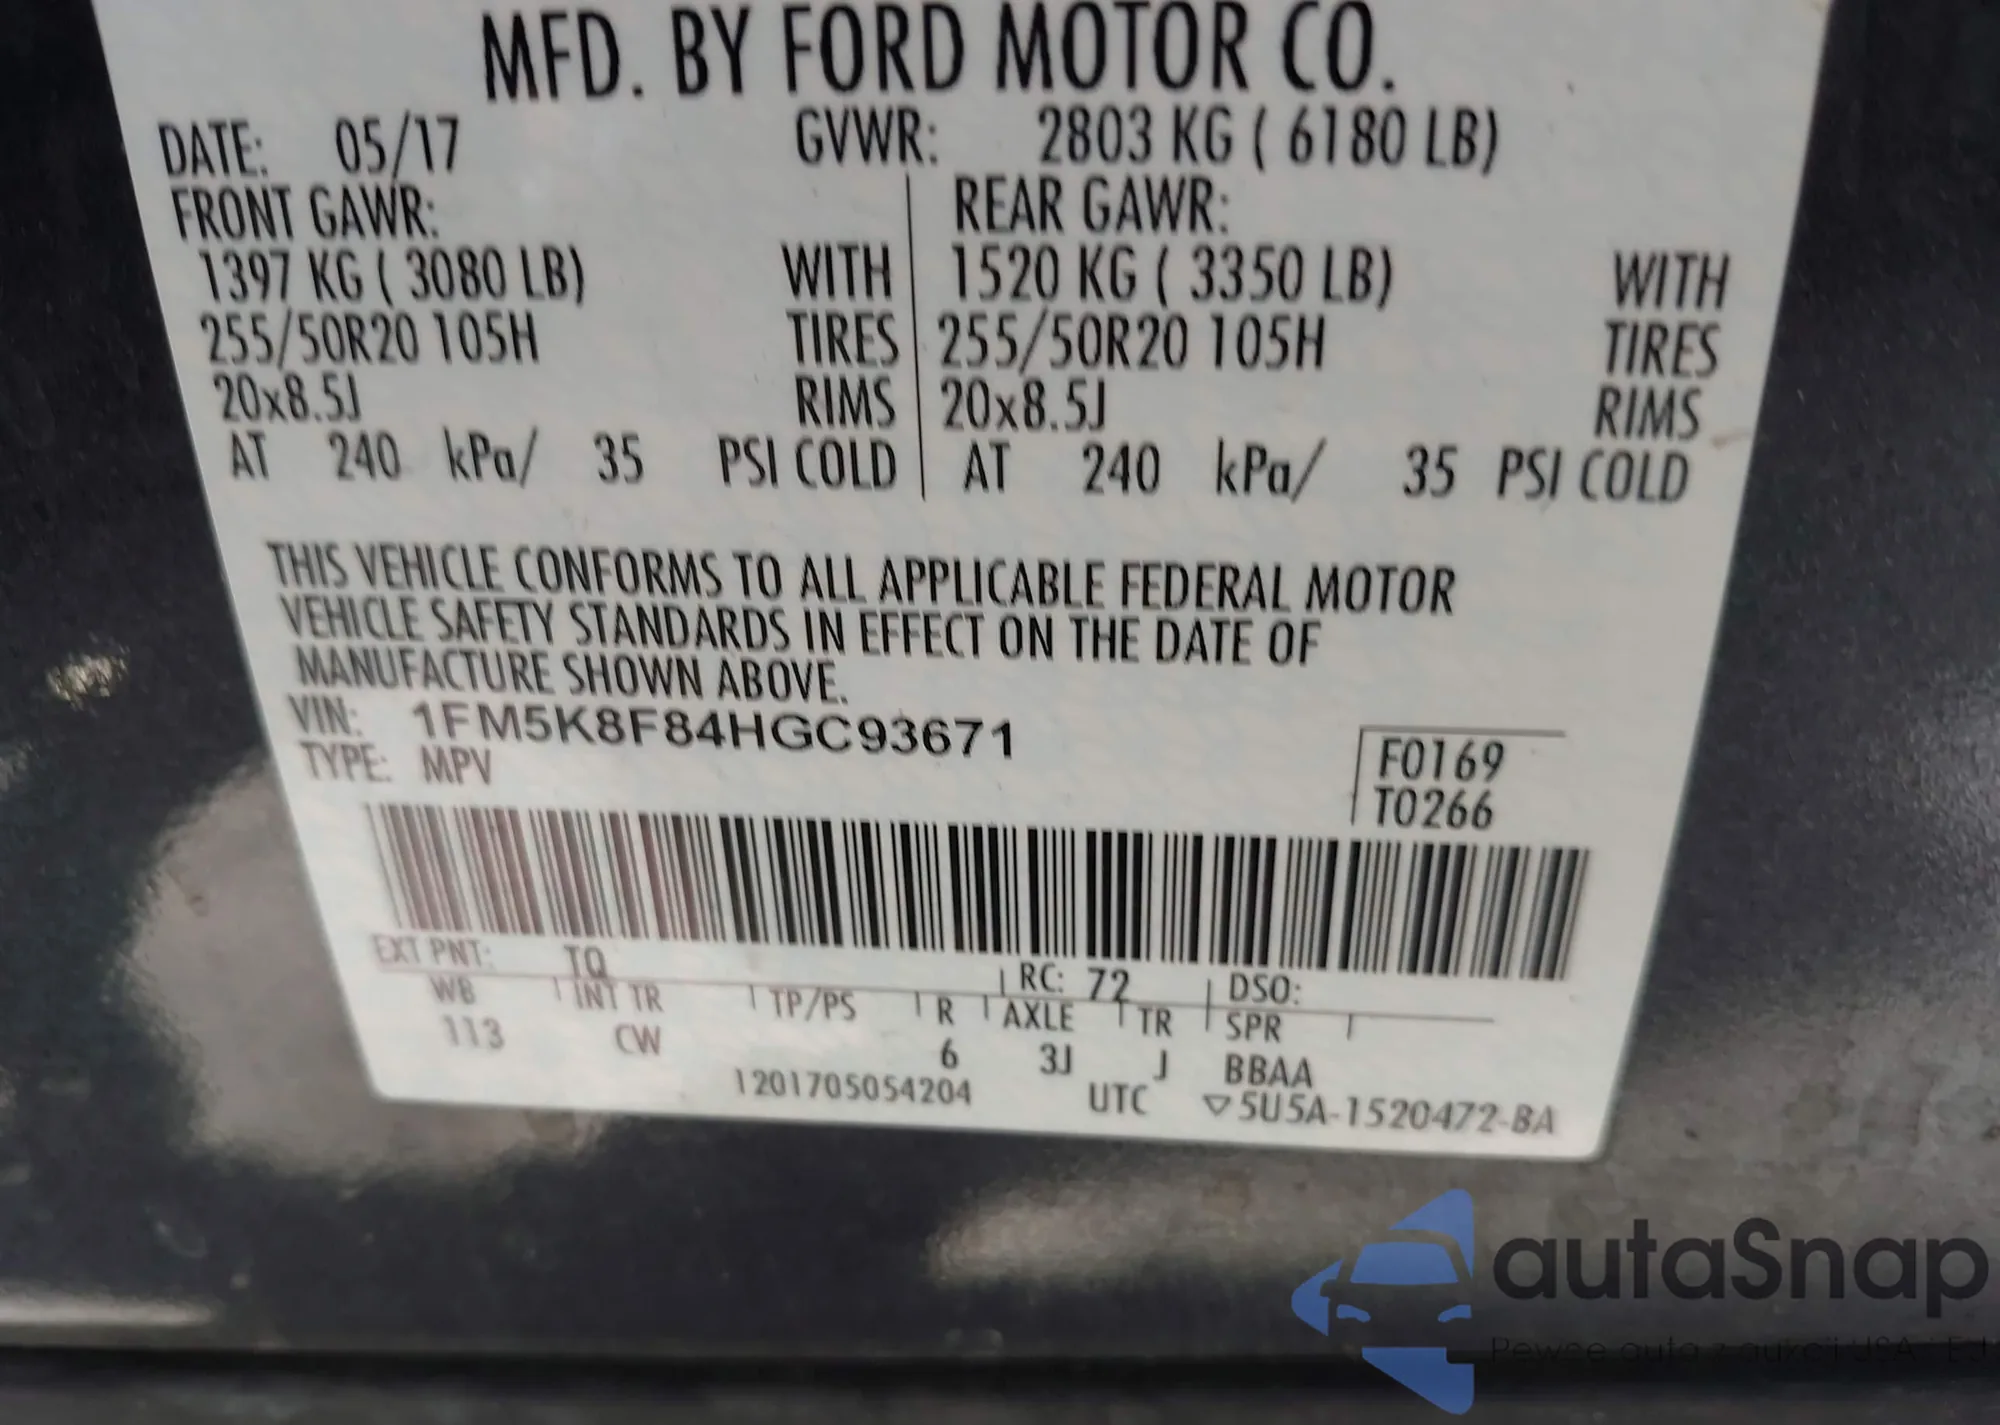 MFD. BY FORD MOTOR CO.
DATE: 05/17 GVWR: 2803 KG ( 6180 LB)
FRONT GAWR: REAR GAWR:
1397 KG ( 3080 LB) WITH 1520 KG ( 3350 LB) WITH
255/50R20 105H TIRES 255/50R20 105H TIRES
20x8.5J RIMS 20x8.5J RIMS
AT 240 kPa/ 35 PSI COLD AT 240 kPa/ 35 PSI COLD
THIS VEHICLE CONFORMS TO ALL APPLICABLE FEDERAL MOTOR
VEHICLE SAFETY STANDARDS IN EFFECT ON THE DATE OF
MANUFACTURE SHOWN ABOVE.
VIN: 1FM5K8F84HGC93671
TYPE: MPV
F0169
T0266
EXT PNT: TQ RC: 72 DSO:
WB INT TR TP/PS R AXLE TR SPR
113 CW 6 3J J BBAA
1201705054204 UTC ▽5U5A-1520472-BA
autaSnap
Pewne auta z aukcji USA i EU